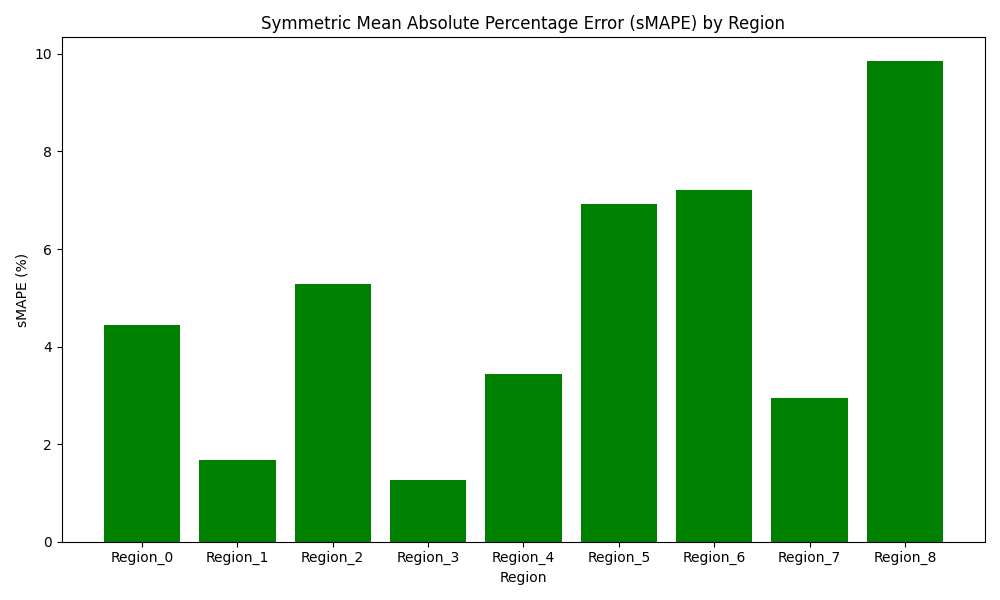 Symmetric Mean Absolute Percentage Error (sMAPE) by Region
10
8
6
4
2
0
sMAPE (%)
Region_0 Region_1 Region_2 Region_3 Region_4 Region_5 Region_6 Region_7 Region_8
Region